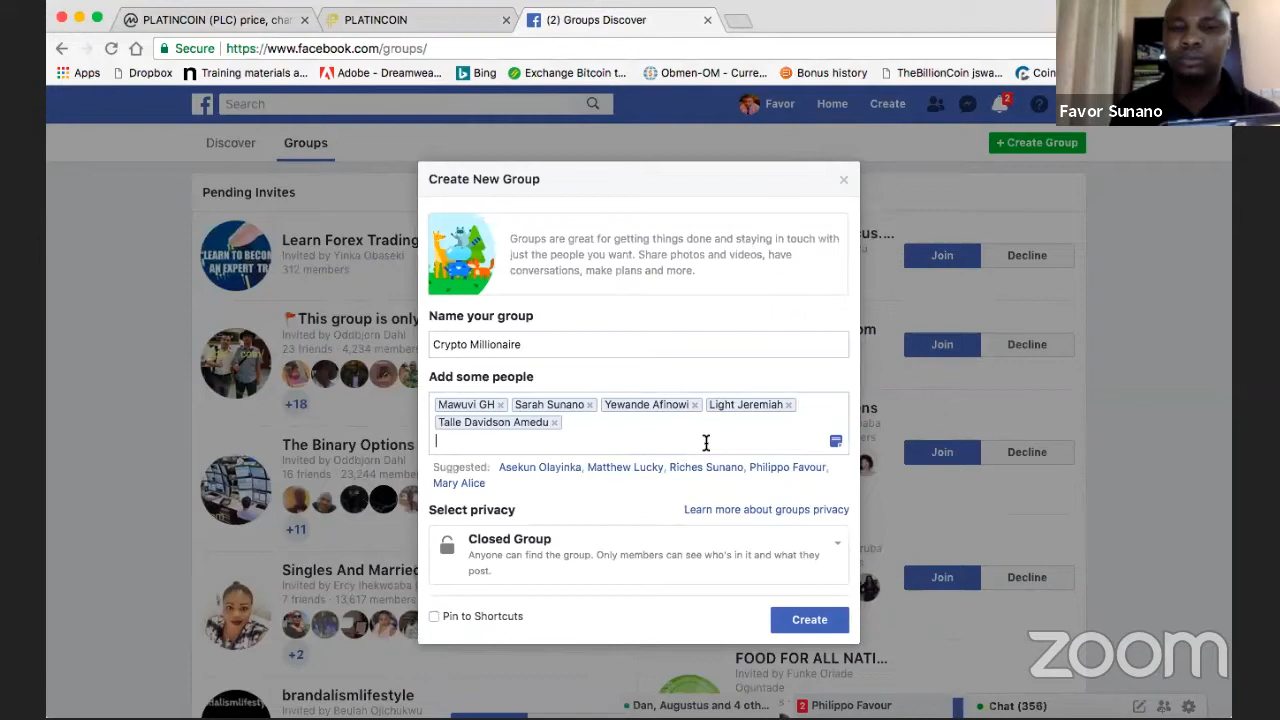 PLATINCOIN (PLC) price, char
PLATINCOIN
(2) Groups Discover
Secure
https://www.facebook.com/groups/
Apps
Dropbox
Training materials a...
Adobe - Dreamwea...
Bing
Exchange Bitcoin t...
Obmen-OM - Curre...
Bonus history
TheBillionCoin jswa...
Coin
Search
Favor
Home
Create
2
Favor Sunano
Discover
Groups
+ Create Group
Pending Invites
Learn Forex Trading
Invited by Yinka Obaseki
312 members
This group is only
Invited by Oddbjorn Dahl
23 friends - 4,234 members
+18
The Binary Options
Invited by Oddbjorn Dahl
16 friends - 23,244 members
+11
Singles And Married
Invited by Ercy Ihekwoaba
7 friends - 13,617 members
+2
brandalismlifestyle
Invited by Beulah Ojichukwu
Create New Group
Groups are great for getting things done and staying in touch with
just the people you want. Share photos and videos, have
conversations, make plans and more.
Name your group
Crypto Millionaire
Add some people
Mawuvi GH
Sarah Sunano
Yewande Afinowi
Light Jeremiah
Talle Davidson Amedu
Suggested: Asekun Olayinka, Matthew Lucky, Riches Sunano, Philippo Favour,
Mary Alice
Select privacy
Learn more about groups privacy
Closed Group
Anyone can find the group. Only members can see who's in it and what they
post.
Pin to Shortcuts
Create
Join
Decline
Join
Decline
Join
Decline
Join
Decline
FOOD FOR ALL NATI...
Invited by Funke Oriade
Oguntade
Dan, Augustus and 4 oth...
2
Philippo Favour
Chat (356)
zoom